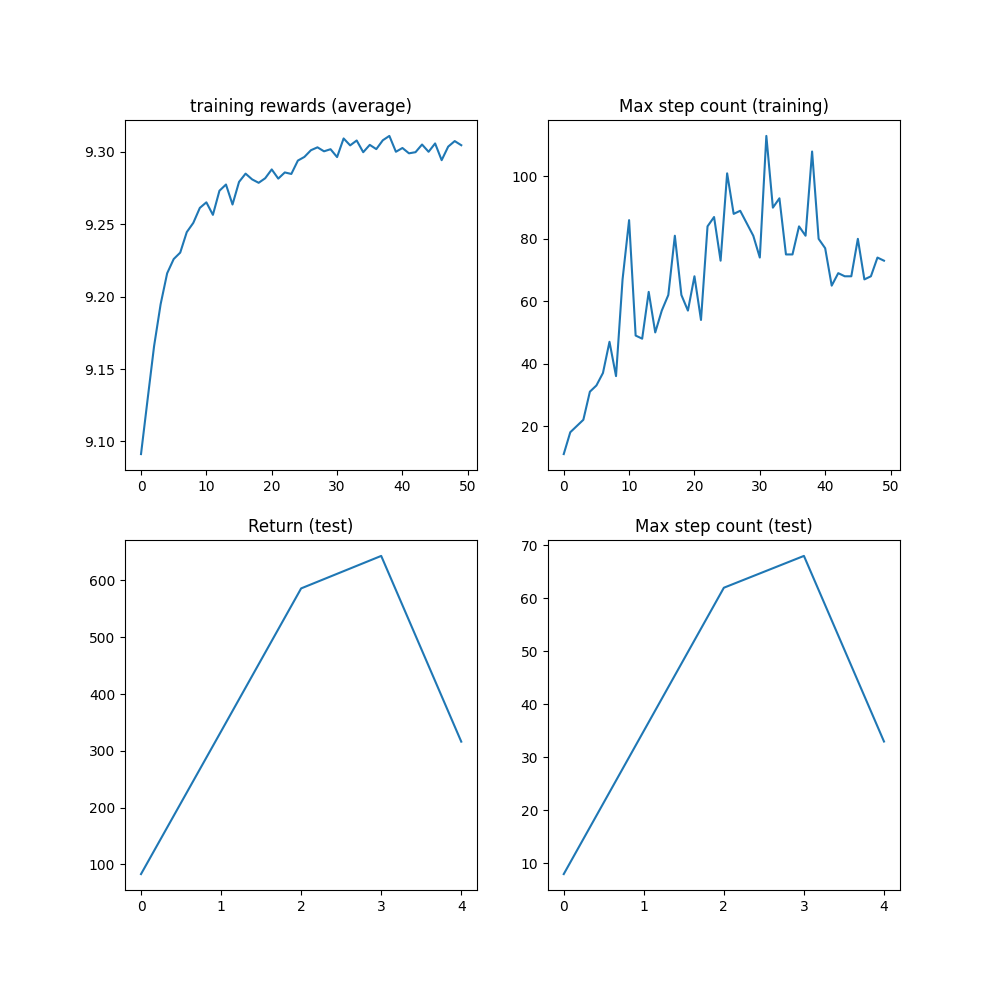 training rewards (average)
9.30
9.25
9.20
9.15
9.10
0 10 20 30 40 50
Max step count (training)
100
80
60
40
20
0 10 20 30 40 50
Return (test)
600
500
400
300
200
100
0 1 2 3 4
Max step count (test)
70
60
50
40
30
20
10
0 1 2 3 4